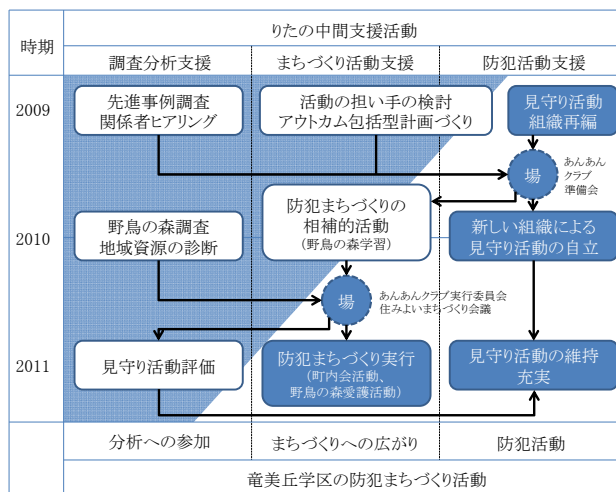 りたの中間支援活動
時期
調査分析支援
まちづくり活動支援
防犯活動支援
2009
先進事例調査
関係者ヒアリング
活動の担い手の検討
アウトカム包括型計画づくり
見守り活動
組織再編
場
あんあん
クラブ
準備会
防犯まちづくりの
相補的活動
(野鳥の森学習)
2010
野鳥の森調査
地域資源の診断
新しい組織による
見守り活動の自立
場
あんあんクラブ実行委員会
住みよいまちづくり会議
2011
見守り活動評価
防犯まちづくり実行
(町内会活動、
野鳥の森愛護活動)
見守り活動の維持
充実
分析への参加
まちづくりへの広がり
防犯活動
竜美丘学区の防犯まちづくり活動